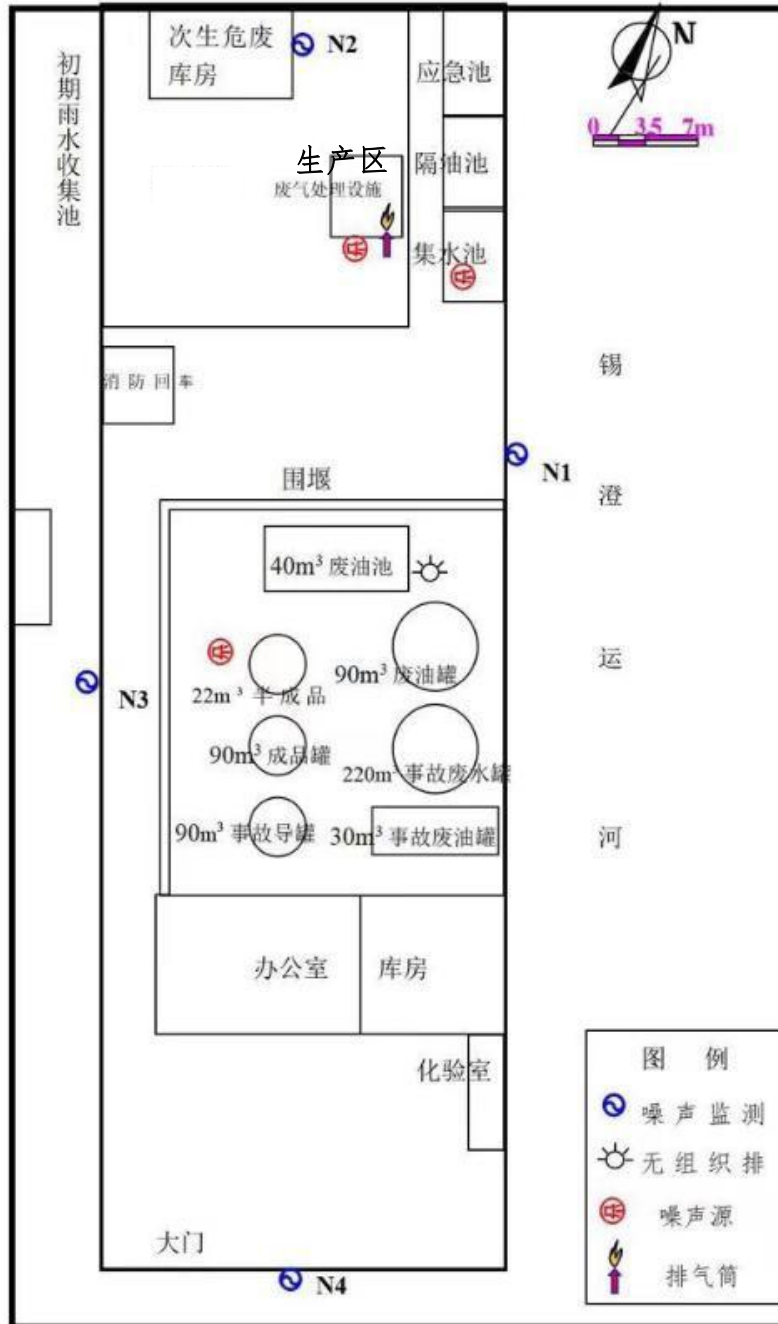 次生危废
库房
N2
初期雨水收集池
应急池
N
0 3.5 7m
生产区
废气处理设施
隔油池
集水池
消防回车
锡澄运河
N1
围堰
40m³ 废油池
90m³ 废油罐
22m³ 半成品
N3
90m³ 成品罐
220m³ 事故废水罐
90m³ 事故导罐
30m³ 事故废油罐
办公室
库房
化验室
大门
N4
图 例
噪声监测
无组织排
噪声源
排气筒